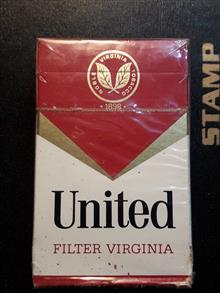 NOBLE VIRGINIA TOBACCO
• 1898 •
United
FILTER VIRGINIA
STAMP